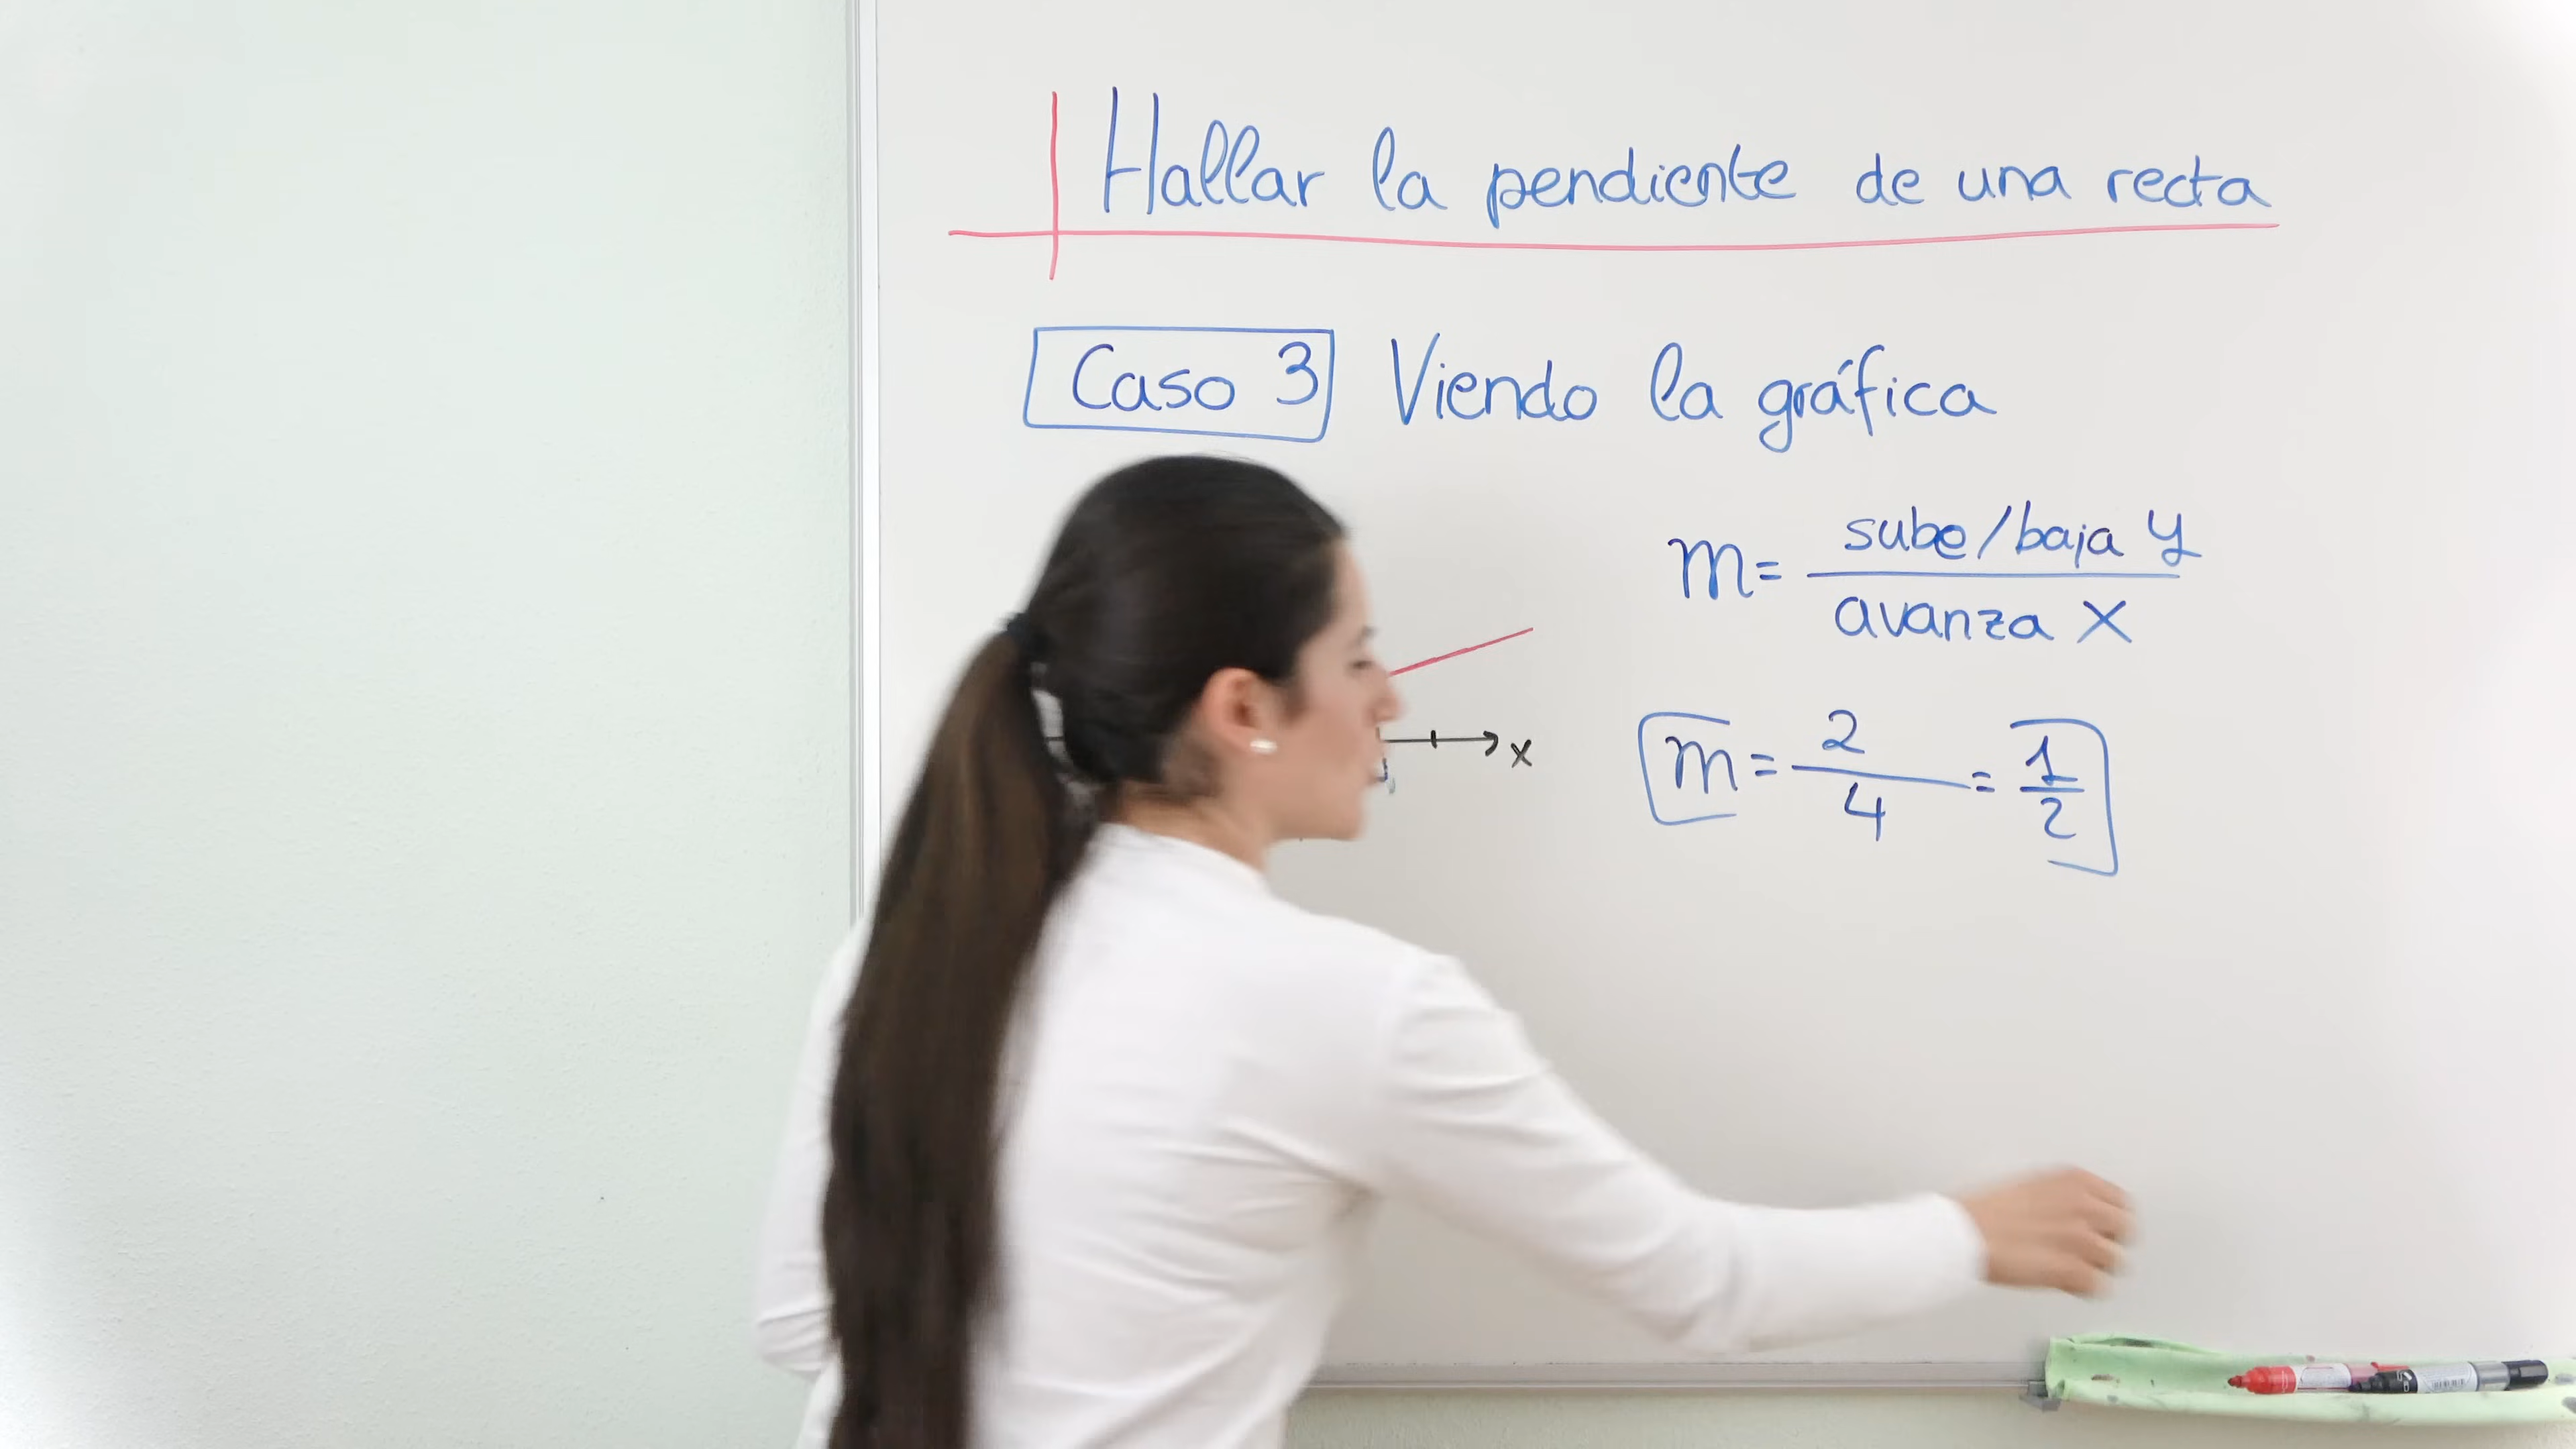 Hallar la pendiente de una recta
Caso 3 Viendo la gráfica
m = sube/baja y
avanza x
x
m = 2/4 = 1/2